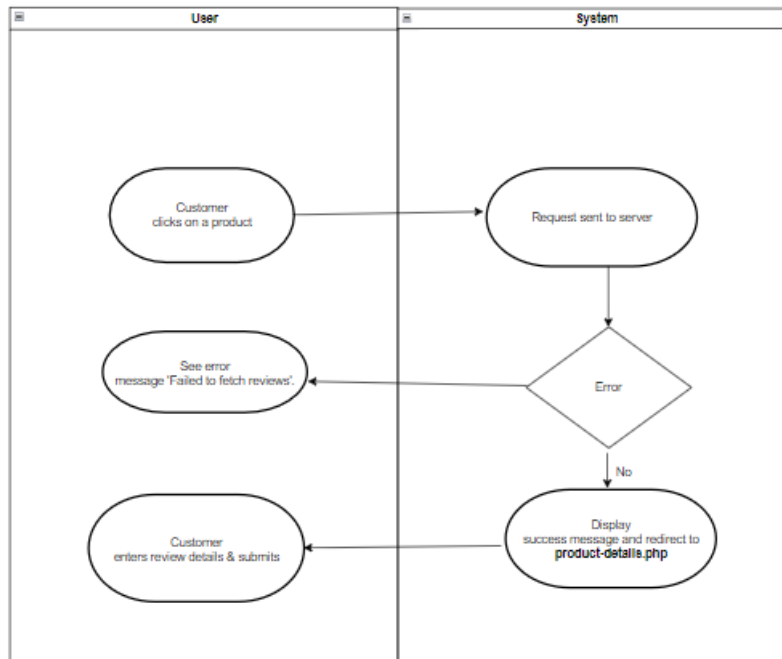 User
System
Customer
clicks on a product
Request sent to server
See error
message 'Failed to fetch reviews'.
Error
No
Customer
enters review details & submits
Display
success message and redirect to
product-details.php